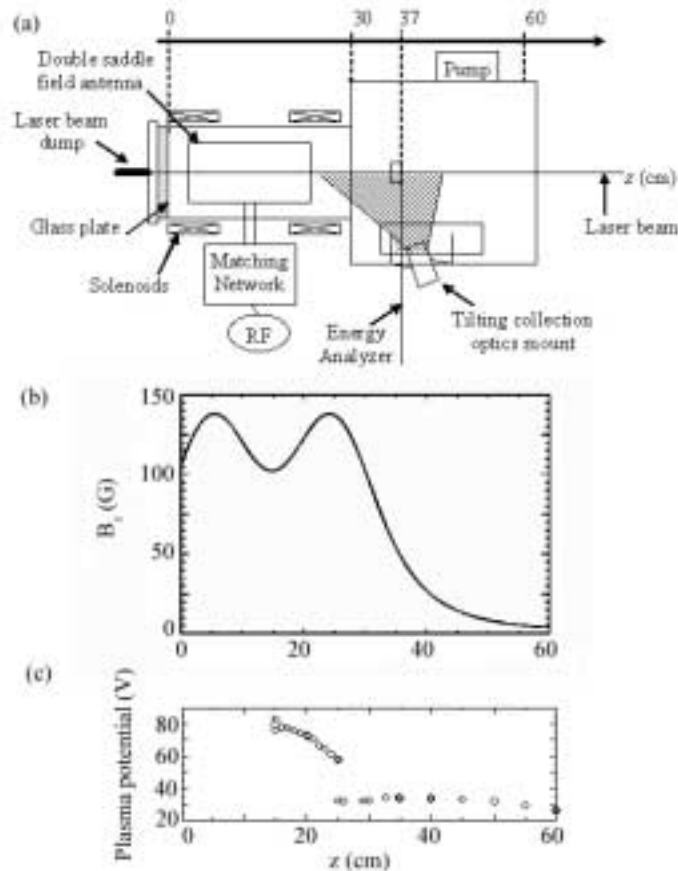 (a)
0 30 37 60
Double saddle
field antenna
Pump
Laser beam
dump
z (cm)
Glass plate
Laser beam
Solenoids
Matching
Network
RF
Energy
Analyzer
Tilting collection
optics mount
(b)
150
100
50
0
B_z (G)
0 20 40 60
(c)
Plasma potential (V)
80
60
40
20
0 20 40 60
z (cm)